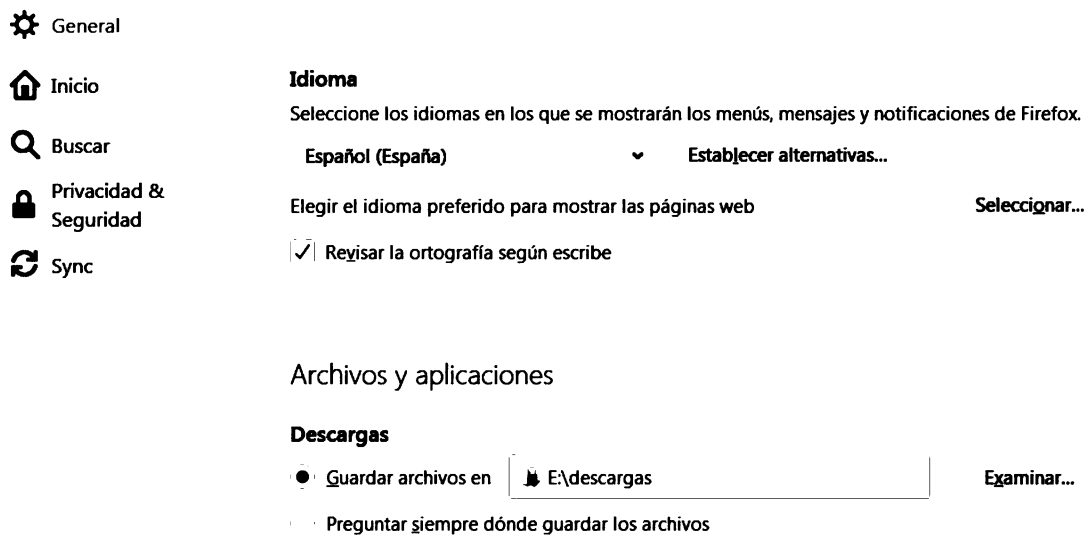 General
Inicio
Buscar
Privacidad &
Seguridad
Sync
Idioma
Seleccione los idiomas en los que se mostrarán los menús, mensajes y notificaciones de Firefox.
Español (España)
Establecer alternativas...
Elegir el idioma preferido para mostrar las páginas web
Seleccionar...
Revisar la ortografía según escribe
Archivos y aplicaciones
Descargas
Guardar archivos en
E:\descargas
Examinar...
Preguntar siempre dónde guardar los archivos